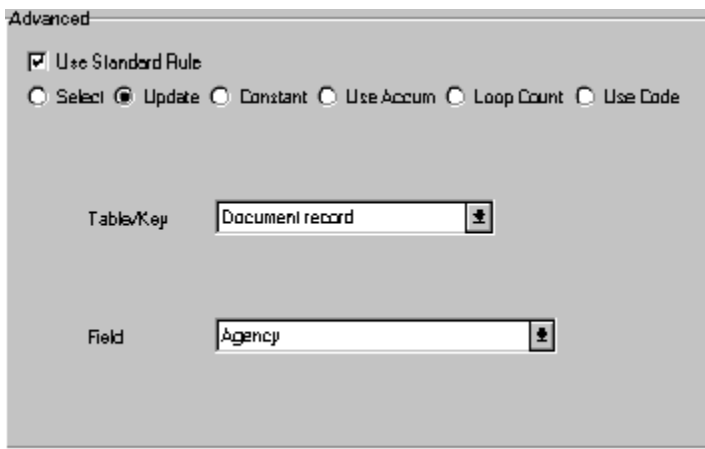 Advanced
Use Standard Rule
Select Update Constant Use Accum Loop Count Use Code
Table/Key Document record
Field Agency